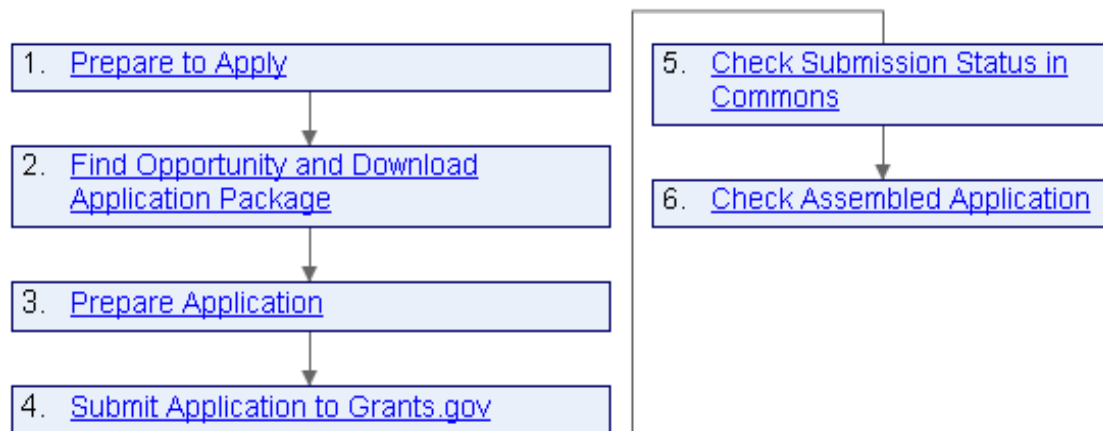 1. Prepare to Apply
2. Find Opportunity and Download
Application Package
3. Prepare Application
4. Submit Application to Grants.gov
5. Check Submission Status in
Commons
6. Check Assembled Application